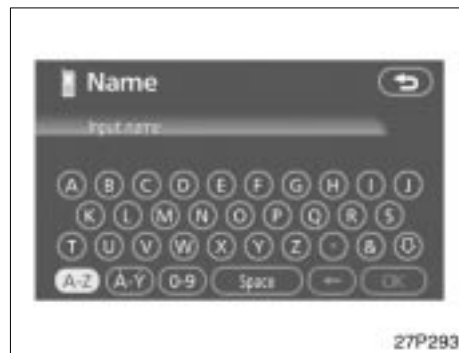 Name
Input name
A B C D E F G H I J
K L M N O P Q R S
T U V W X Y Z - &
A-Z À-Ý 0-9 Space ← OK
27P293